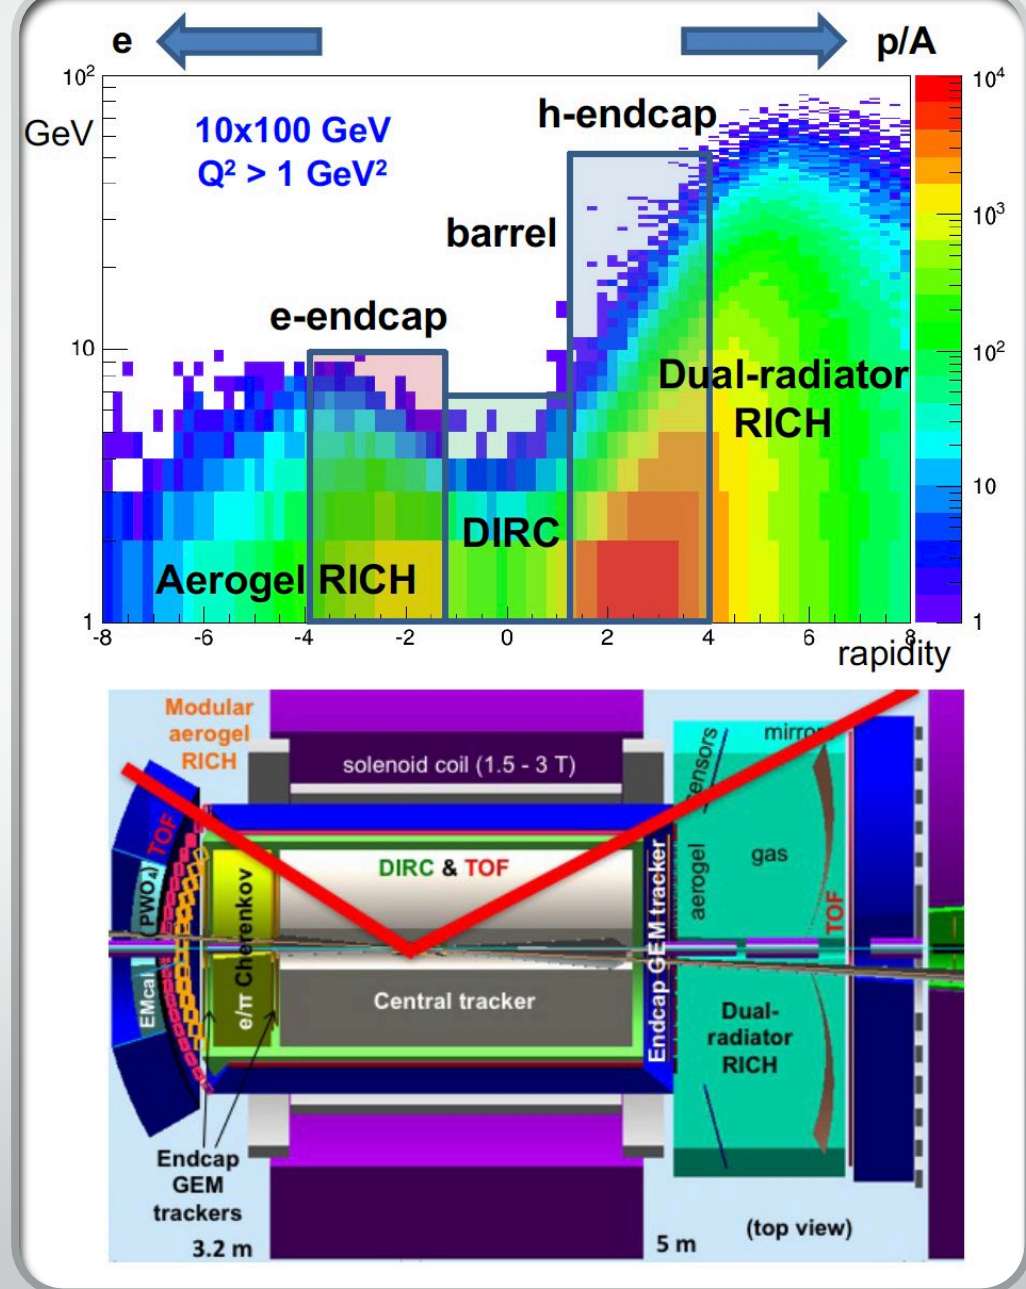 e
p/A
10²
GeV
10
1
10x100 GeV
Q² > 1 GeV²
h-endcap
barrel
e-endcap
Dual-radiator
RICH
DIRC
Aerogel RICH
-8 -6 -4 -2 0 2 4 6 8
rapidity
10⁴
10³
10²
10
1
Modular
aerogel
RICH
solenoid coil (1.5 - 3 T)
TOF
(PWO₄)
EMcal
e/π Cherenkov
DIRC & TOF
Central tracker
Endcap GEM tracker
sensors
mirror
aerogel
gas
TOF
Dual-
radiator
RICH
Endcap
GEM
trackers
3.2 m
5 m
(top view)